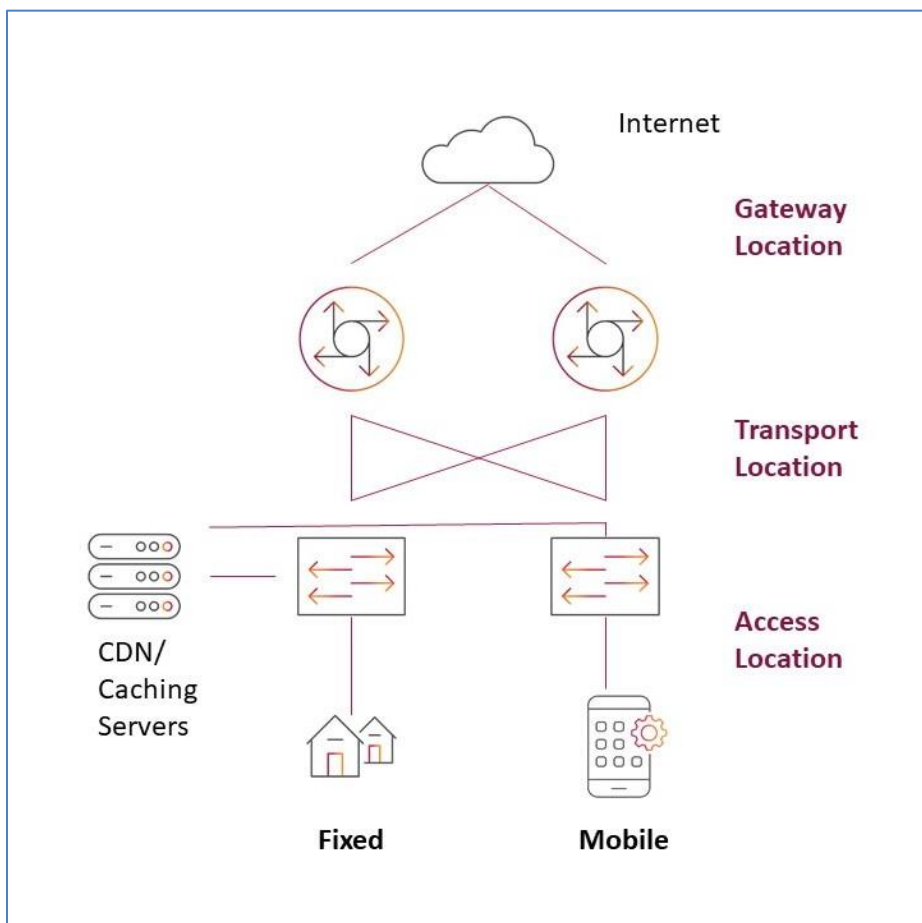 Internet
Gateway
Location
Transport
Location
Access
Location
CDN/
Caching
Servers
Fixed
Mobile